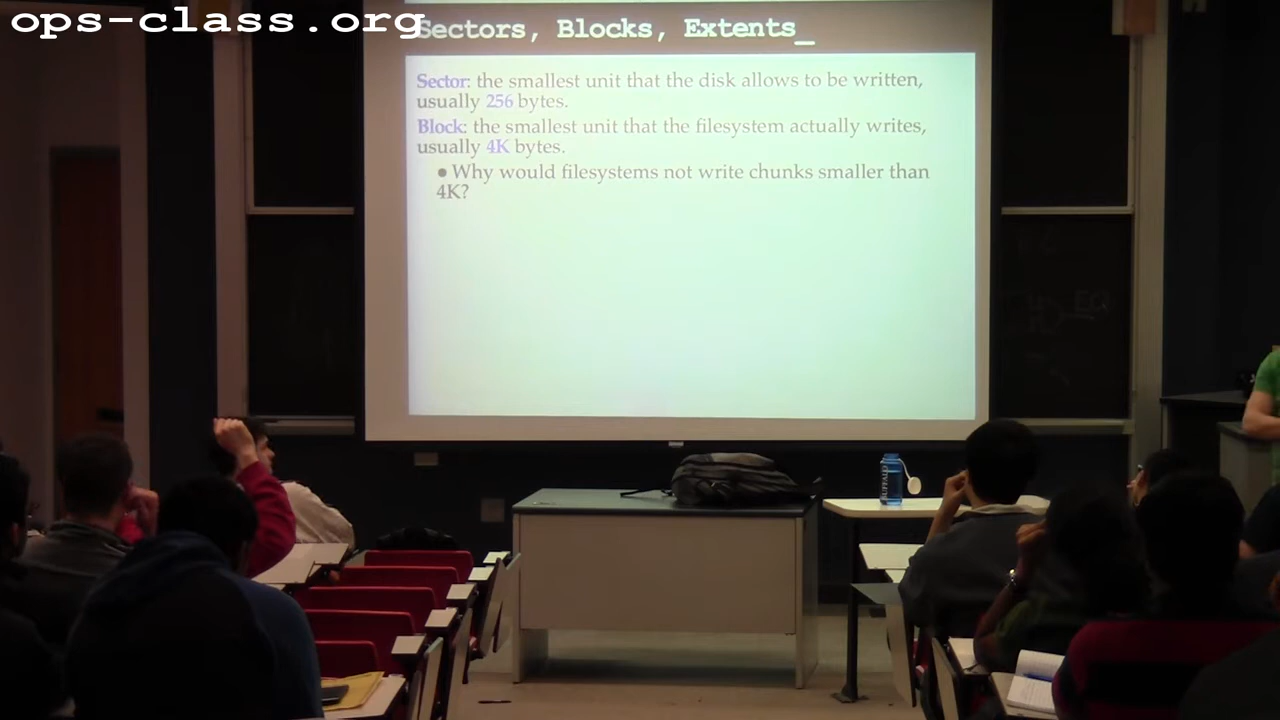 ops-class.org
Sectors, Blocks, Extents_
Sector: the smallest unit that the disk allows to be written,
usually 256 bytes.
Block: the smallest unit that the filesystem actually writes,
usually 4K bytes.
● Why would filesystems not write chunks smaller than
4K?
BUFFALO